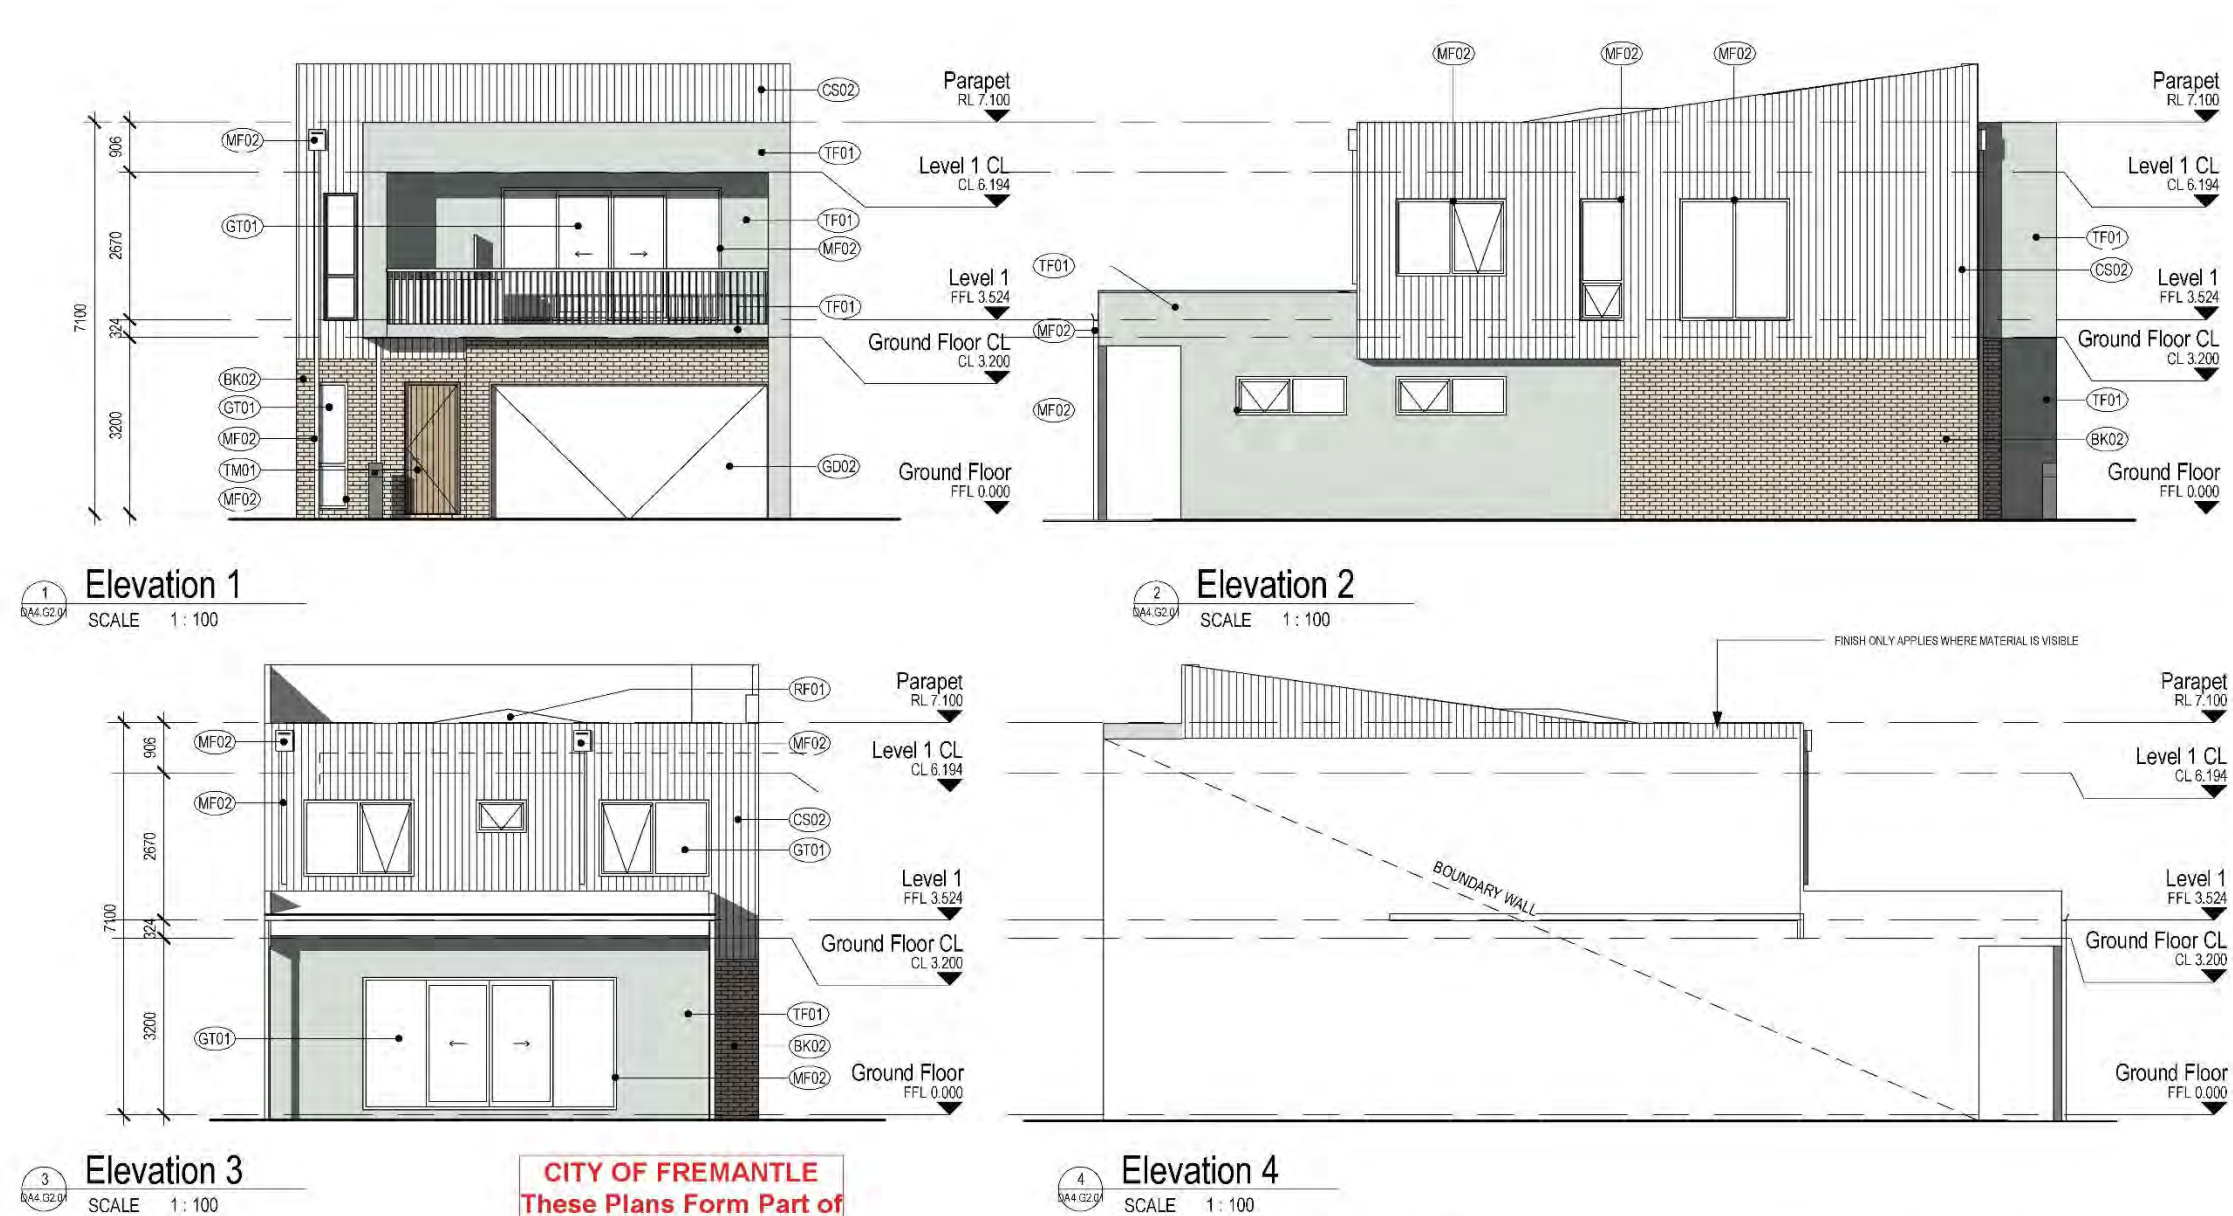 MF02
MF02
MF02
CS02
Parapet
RL 7.100
Parapet
RL 7.100
906
MF02
TF01
Level 1 CL
CL 6.194
Level 1 CL
CL 6.194
2670
GT01
TF01
MF02
TF01
TF01
CS02
Level 1
FFL 3.524
Level 1
FFL 3.524
7100
324
TF01
MF02
Ground Floor CL
CL 3.200
Ground Floor CL
CL 3.200
BK02
GT01
MF02
TF01
3200
MF02
BK02
TM01
GD02
Ground Floor
FFL 0.000
Ground Floor
FFL 0.000
MF02
1
DA4.G2.01
Elevation 1
SCALE 1 : 100
2
DA4.G2.01
Elevation 2
SCALE 1 : 100
FINISH ONLY APPLIES WHERE MATERIAL IS VISIBLE
RF01
Parapet
RL 7.100
Parapet
RL 7.100
906
MF02
MF02
Level 1 CL
CL 6.194
Level 1 CL
CL 6.194
MF02
CS02
2670
GT01
BOUNDARY WALL
Level 1
FFL 3.524
Level 1
FFL 3.524
7100
324
Ground Floor CL
CL 3.200
Ground Floor CL
CL 3.200
3200
GT01
TF01
BK02
MF02
Ground Floor
FFL 0.000
Ground Floor
FFL 0.000
3
DA4.G2.01
Elevation 3
SCALE 1 : 100
CITY OF FREMANTLE
These Plans Form Part of
4
DA4.G2.01
Elevation 4
SCALE 1 : 100